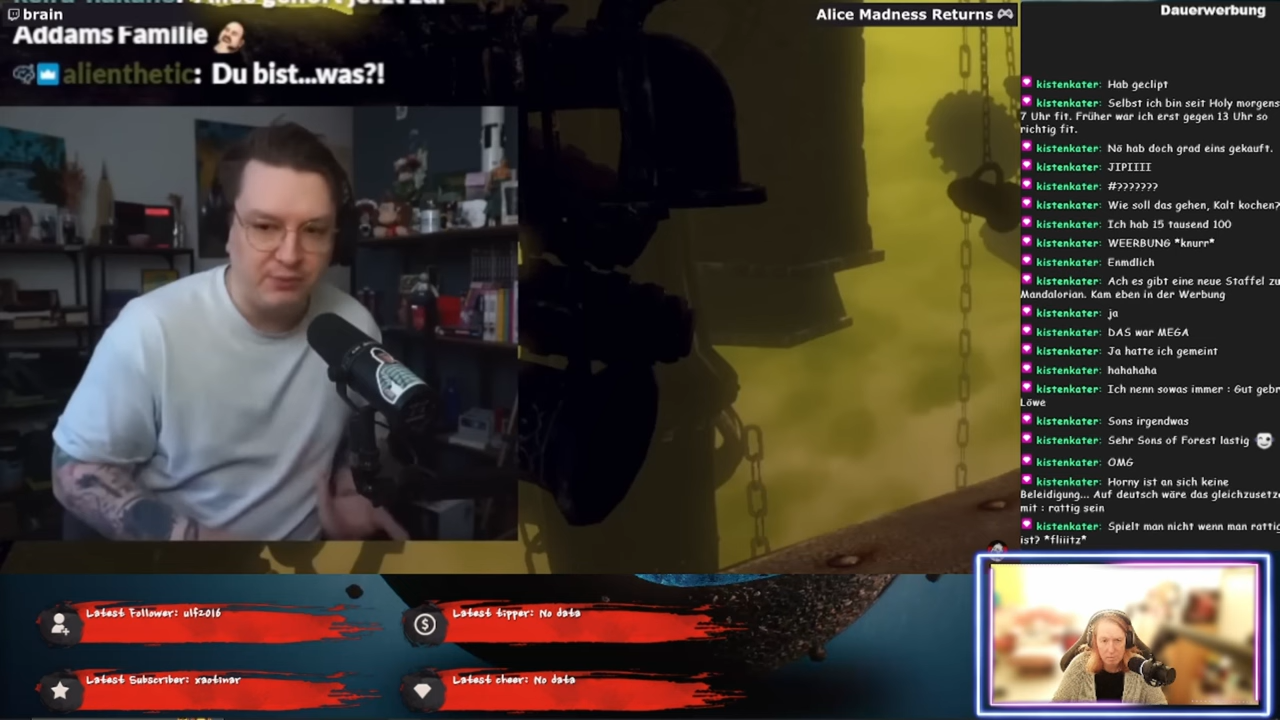 brain
Addams Familie
alienthetic: Du bist...was?!
Alice Madness Returns
Dauerwerbung
kistenkater: Hab geclipt
kistenkater: Selbst ich bin seit Holy morgens
7 Uhr fit. Früher war ich erst gegen 13 Uhr so
richtig fit.
kistenkater: Nö hab doch grad eins gekauft.
kistenkater: JIPIIII
kistenkater: #???????
kistenkater: Wie soll das gehen, Kalt kochen?
kistenkater: Ich hab 15 tausend 100
kistenkater: WEERBUNG *knurr*
kistenkater: Enmdlich
kistenkater: Ach es gibt eine neue Staffel zu
Mandalorian. Kam eben in der Werbung
kistenkater: ja
kistenkater: DAS war MEGA
kistenkater: Ja hatte ich gemeint
kistenkater: hahahaha
kistenkater: Ich nenn sowas immer : Gut gebr
Löwe
kistenkater: Sons irgendwas
kistenkater: Sehr Sons of Forest lastig
kistenkater: OMG
kistenkater: Horny ist an sich keine
Beleidigung... Auf deutsch wäre das gleichzusetze
mit : rattig sein
kistenkater: Spielt man nicht wenn man rattig
ist? *fliiitz*
Latest Follower: ulfz016
Latest tipper: No data
Latest Subscriber: xaotinar
Latest cheer: No data